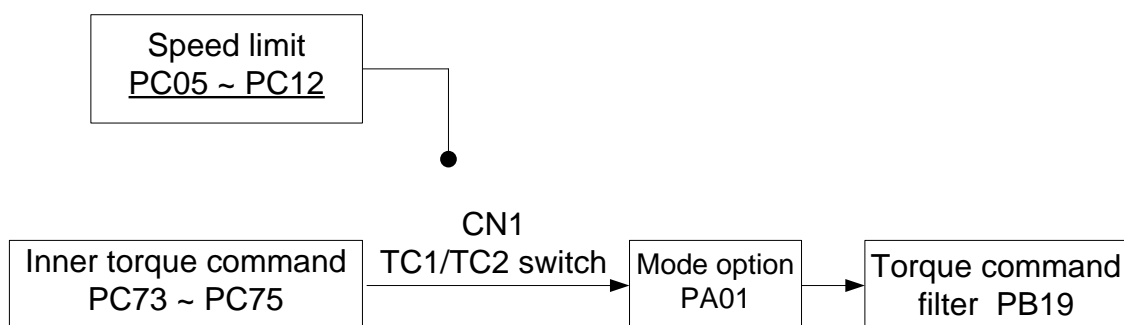 Speed limit
PC05 ~ PC12
CN1
TC1/TC2 switch
Inner torque command
PC73 ~ PC75
Mode option
PA01
Torque command
filter PB19